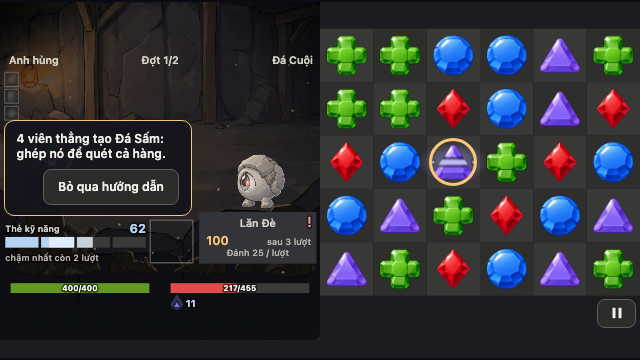 Anh hùng
Đợt 1/2
Đá Cuội
4 viên thẳng tạo Đá Sấm:
ghép nó để quét cả hàng.
Bỏ qua hướng dẫn
Thẻ kỹ năng 62
chậm nhất còn 2 lượt
Lăn Đè !
100 sau 3 lượt
Đánh 25 / lượt
400/400
217/455
11